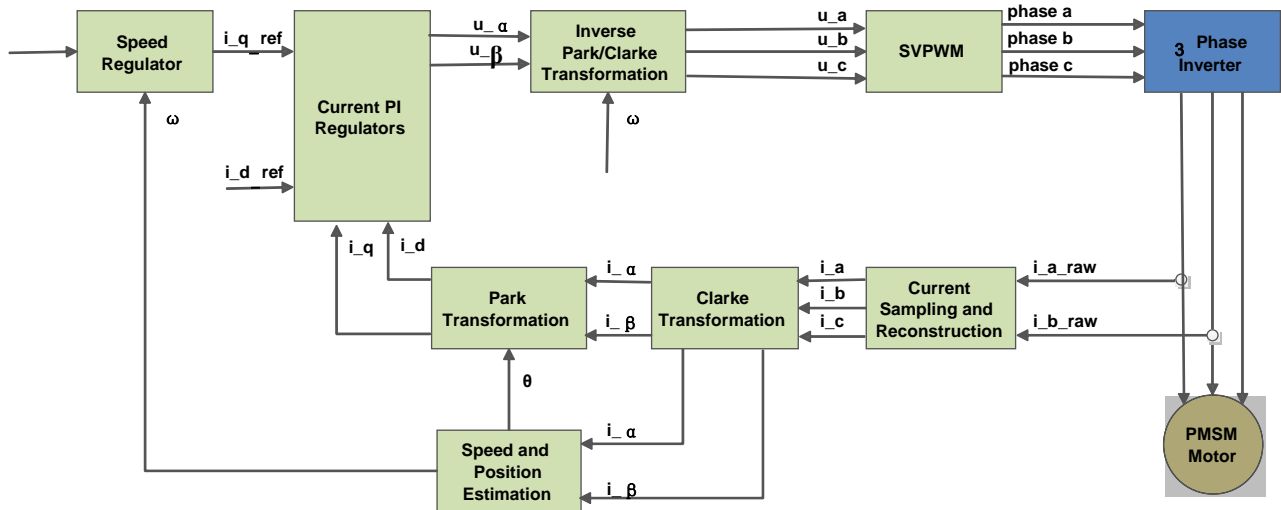 Speed
Regulator
i_q_ref
ω
i_d_ref
Current PI
Regulators
u_α
u_β
Inverse
Park/Clarke
Transformation
ω
u_a
u_b
u_c
SVPWM
phase a
phase b
phase c
3 Phase
Inverter
i_q
i_d
Park
Transformation
i_α
i_β
Clarke
Transformation
i_a
i_b
i_c
Current
Sampling and
Reconstruction
i_a_raw
i_b_raw
θ
Speed and
Position
Estimation
i_α
i_β
PMSM
Motor